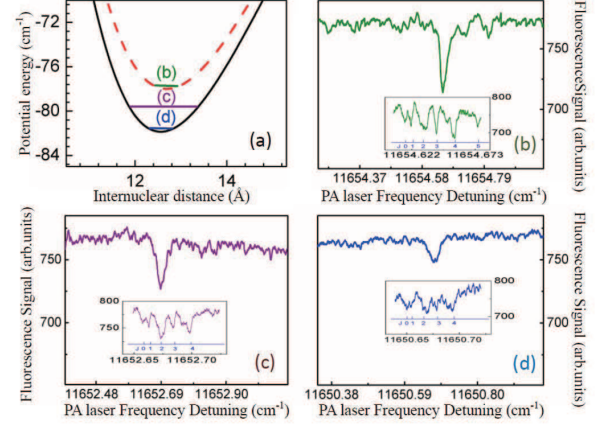 Potential energy (cm-1)
-72
-76
-80
-84
(b)
(c)
(d)
(a)
10
12
14
Internuclear distance (Å)
FluorescenceSignal (arb.units)
750
700
800
700
J 0 1 2 3 4 5
11654.622 11654.673
(b)
11654.37 11654.58 11654.79
PA laser Frequency Detuning (cm-1)
Fluorescence Signal (arb.units)
750
700
800
750
J 0 1 2 3 4
11652.65 11652.70
(c)
11652.48 11652.69 11652.90
PA laser Frequency Detuning (cm-1)
Fluorescence Signal (arb.units)
750
700
800
700
J 0 1 2 3 4
11650.65 11650.70
(d)
11650.38 11650.59 11650.80
PA laser Frequency Detuning (cm-1)